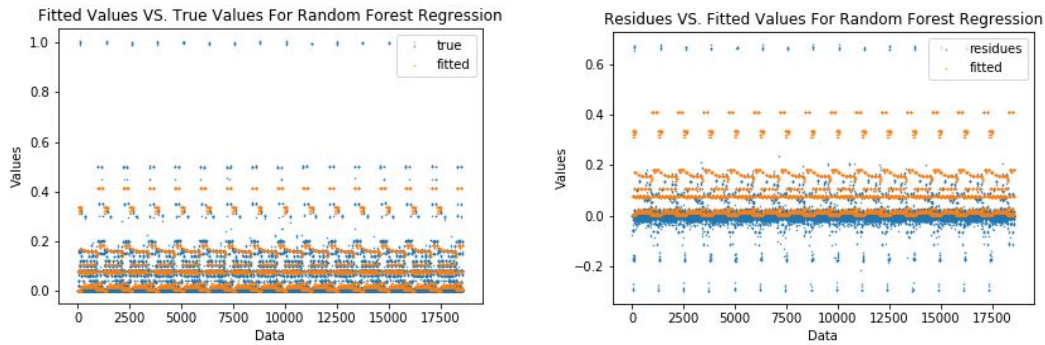 Fitted Values VS. True Values For Random Forest Regression
true
fitted
Values
1.0
0.8
0.6
0.4
0.2
0.0
0
2500
5000
7500
10000
12500
15000
17500
Data
Residues VS. Fitted Values For Random Forest Regression
residues
fitted
Values
0.6
0.4
0.2
0.0
−0.2
0
2500
5000
7500
10000
12500
15000
17500
Data